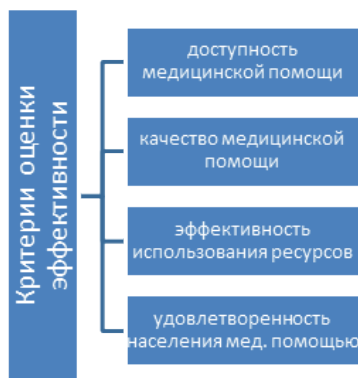 Критерии оценки
эффективности
доступность
медицинской помощи
качество медицинской
помощи
эффективность
использования ресурсов
удовлетворенность
населения мед. помощью